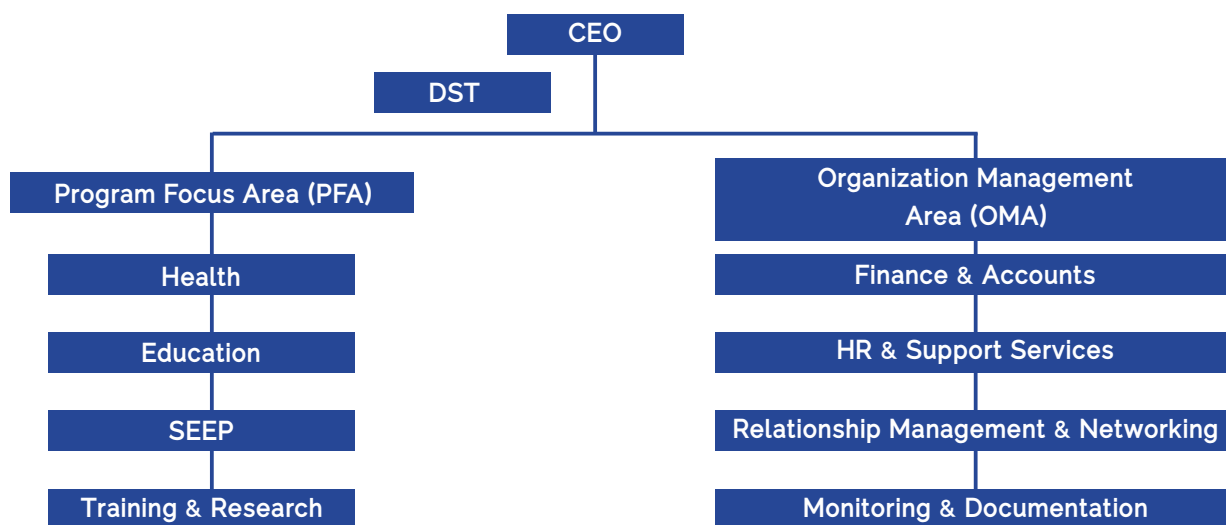 CEO
DST
Program Focus Area (PFA)
Health
Education
SEEP
Training & Research
Organization Management
Area (OMA)
Finance & Accounts
HR & Support Services
Relationship Management & Networking
Monitoring & Documentation